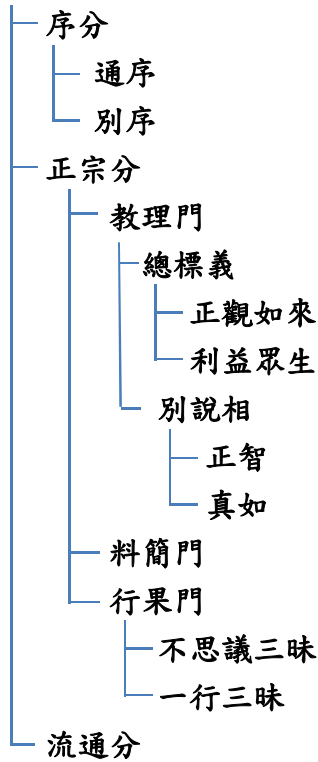 序分
通序
別序
正宗分
教理門
總標義
正觀如來
利益眾生
別說相
正智
真如
料簡門
行果門
不思議三昧
一行三昧
流通分